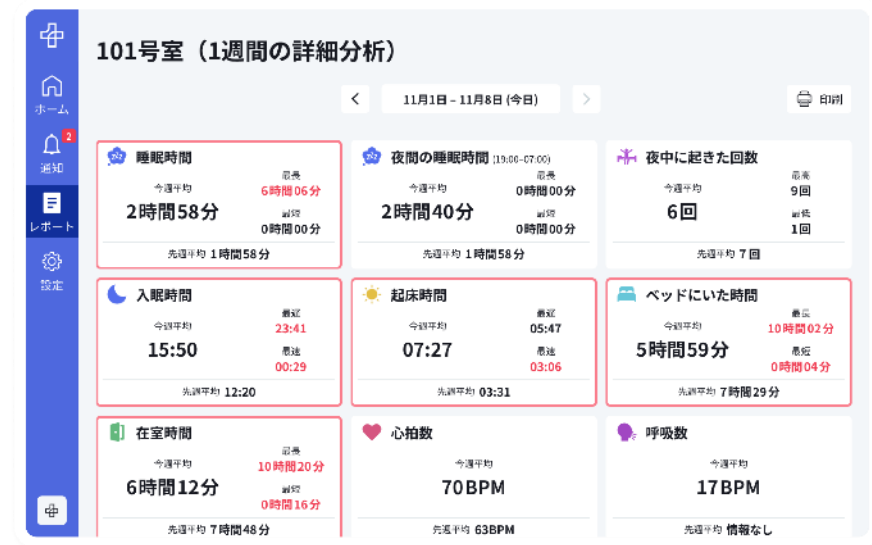 101号室（1週間の詳細分析）
ホーム
11月1日 – 11月8日 (今日)
印刷
2
通知
レポート
設定
睡眠時間
今週平均
2時間58分
最長
6時間06分
最短
0時間00分
先週平均 1時間58分
夜間の睡眠時間 (19:00-07:00)
今週平均
2時間40分
最長
0時間00分
最短
0時間00分
先週平均 1時間58分
夜中に起きた回数
今週平均
6回
最高
9回
最低
1回
先週平均 7回
入眠時間
今週平均
15:50
最遅
23:41
最速
00:29
先週平均 12:20
起床時間
今週平均
07:27
最遅
05:47
最速
03:06
先週平均 03:31
ベッドにいた時間
今週平均
5時間59分
最長
10時間02分
最短
0時間04分
先週平均 7時間29分
在室時間
今週平均
6時間12分
最長
10時間20分
最短
0時間16分
先週平均 7時間48分
心拍数
今週平均
70BPM
先週平均 63BPM
呼吸数
今週平均
17BPM
先週平均 情報なし